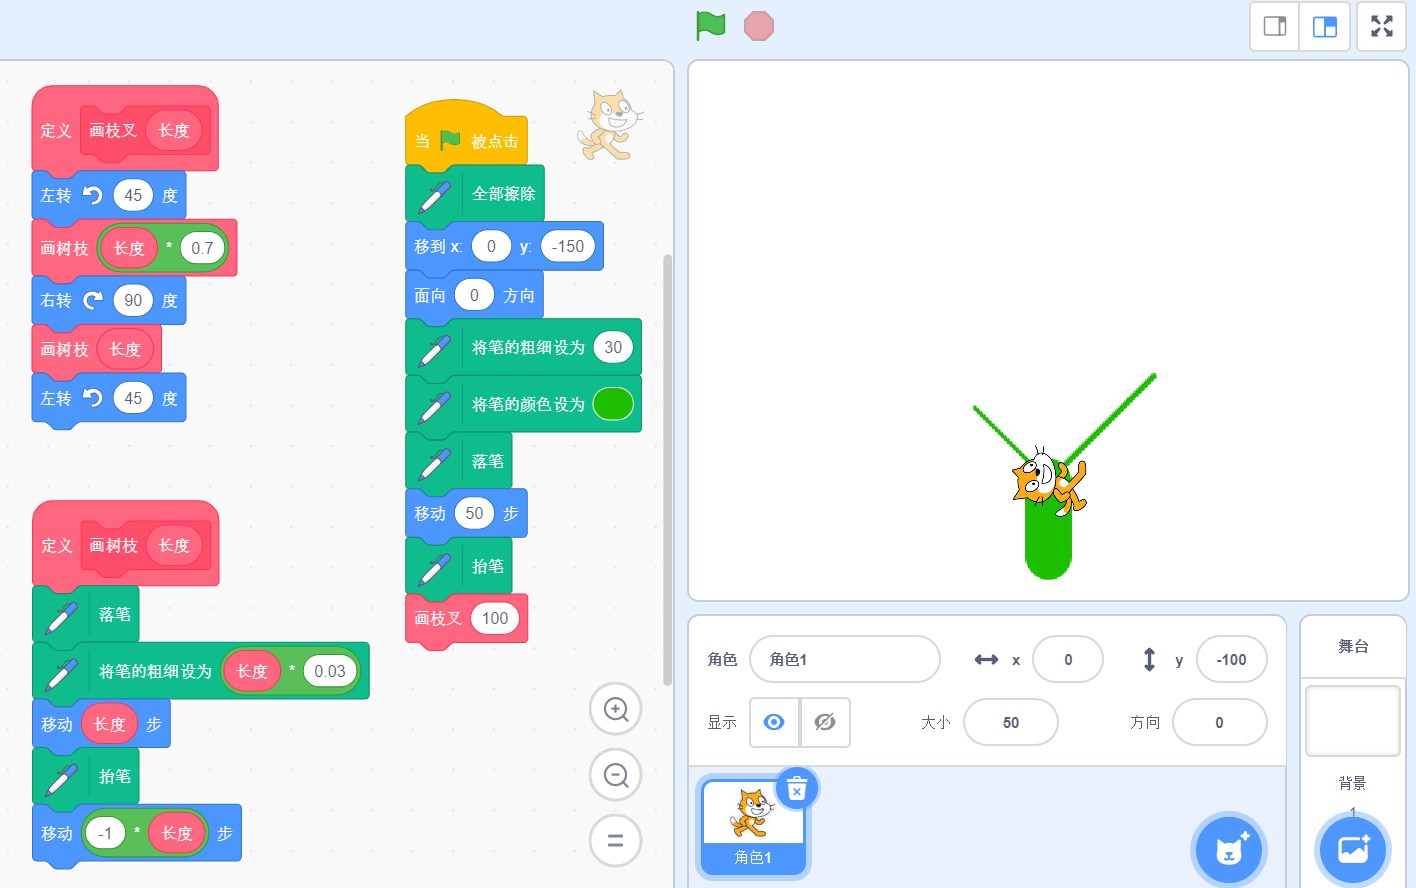 定义 画枝叉 长度
左转 45 度
画树枝 长度 * 0.7
右转 90 度
画树枝 长度
左转 45 度
定义 画树枝 长度
落笔
将笔的粗细设为 长度 * 0.03
移动 长度 步
抬笔
移动 -1 * 长度 步
当 被点击
全部擦除
移到 x: 0 y: -150
面向 0 方向
将笔的粗细设为 30
将笔的颜色设为
落笔
移动 50 步
抬笔
画枝叉 100
角色 角色1 x 0 y -100
显示 大小 50 方向 0
角色1
舞台
背景
1